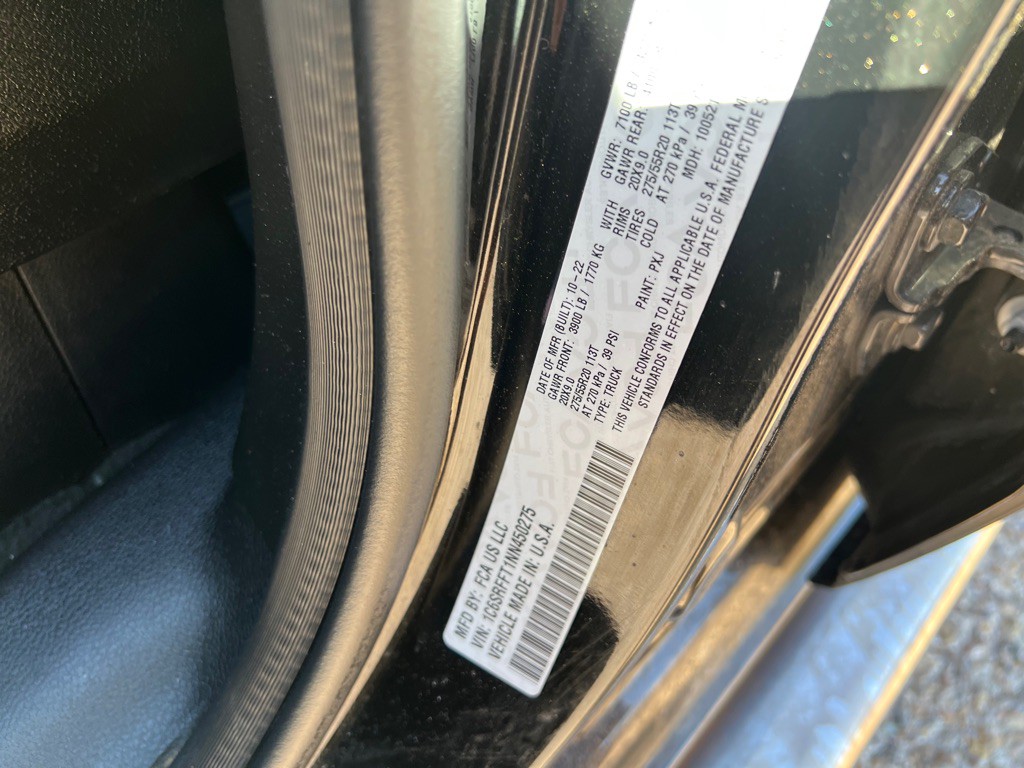 MFD BY: FCA US LLC
VIN: 1C6SRFFT1NN450275
VEHICLE MADE IN: U.S.A.
DATE OF MFR (BUILT): 10-22 GVWR: 7100 LB /
GAWR FRONT: 3900 LB / 1770 KG WITH GAWR REAR:
20X9.0 RIMS 20X9.0
275/55R20 113T TIRES 275/55R20 113T
AT 270 kPa / 39 PSI COLD AT 270 kPa / 39
TYPE: TRUCK PAINT: PXJ MDH:
THIS VEHICLE CONFORMS TO ALL APPLICABLE U.S.A. FEDERAL
STANDARDS IN EFFECT ON THE DATE OF MANUFACTURE